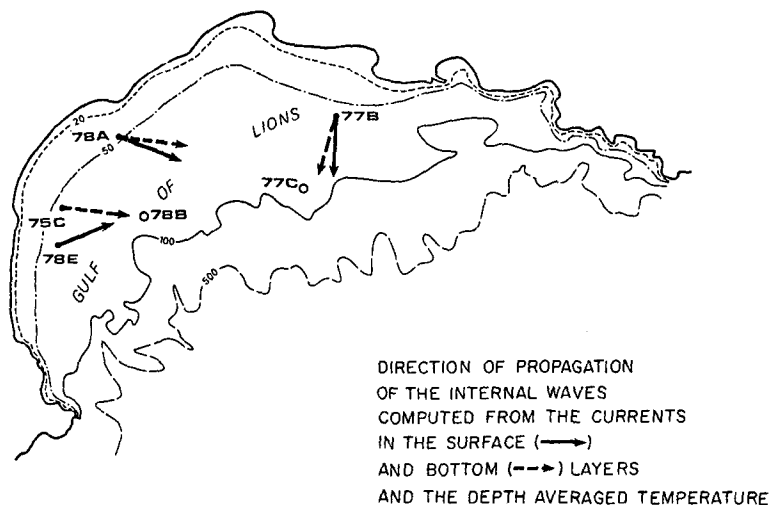 20
78A
50
LIONS
77B
OF
77C
75C
78B
78E
100
GULF
500
DIRECTION OF PROPAGATION
OF THE INTERNAL WAVES
COMPUTED FROM THE CURRENTS
IN THE SURFACE (→)
AND BOTTOM (--→) LAYERS
AND THE DEPTH AVERAGED TEMPERATURE